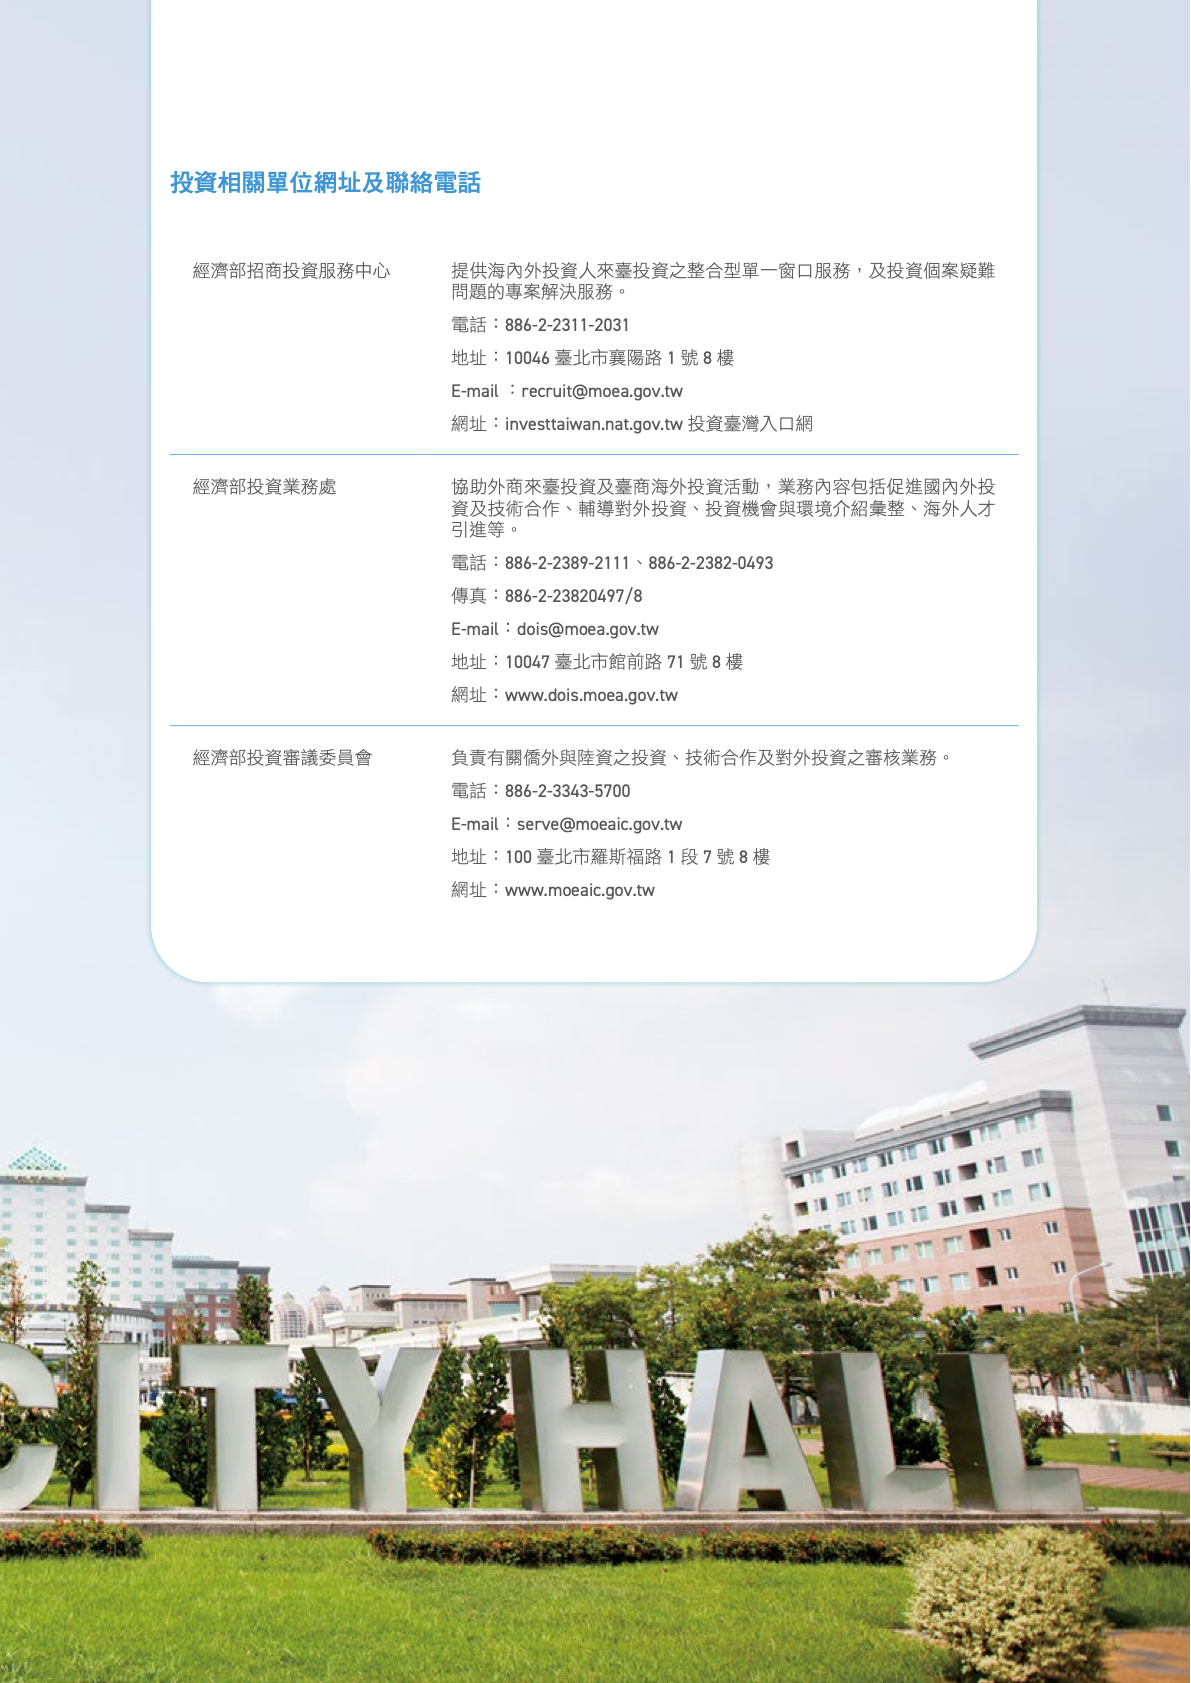 投資相關單位網址及聯絡電話
經濟部招商投資服務中心
提供海內外投資人來臺投資之整合型單一窗口服務，及投資個案疑難
問題的專案解決服務。
電話：886-2-2311-2031
地址：10046 臺北市襄陽路 1 號 8 樓
E-mail ：recruit@moea.gov.tw
網址：investtaiwan.nat.gov.tw 投資臺灣入口網
經濟部投資業務處
協助外商來臺投資及臺商海外投資活動，業務內容包括促進國內外投
資及技術合作、輔導對外投資、投資機會與環境介紹彙整、海外人才
引進等。
電話：886-2-2389-2111、886-2-2382-0493
傳真：886-2-23820497/8
E-mail：dois@moea.gov.tw
地址：10047 臺北市館前路 71 號 8 樓
網址：www.dois.moea.gov.tw
經濟部投資審議委員會
負責有關僑外與陸資之投資、技術合作及對外投資之審核業務。
電話：886-2-3343-5700
E-mail：serve@moeaic.gov.tw
地址：100 臺北市羅斯福路 1 段 7 號 8 樓
網址：www.moeaic.gov.tw
CITY HALL